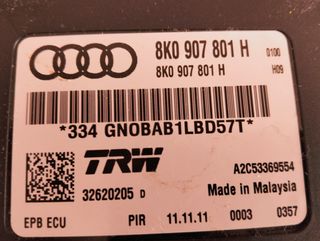 8K0 907 801 H 0100
8K0 907 801 H H09
*334 GNOBAB1LBD57T*
TRW A2C53369554
32620205 D Made in Malaysia
EPB ECU PIR 11.11.11 0003 0357